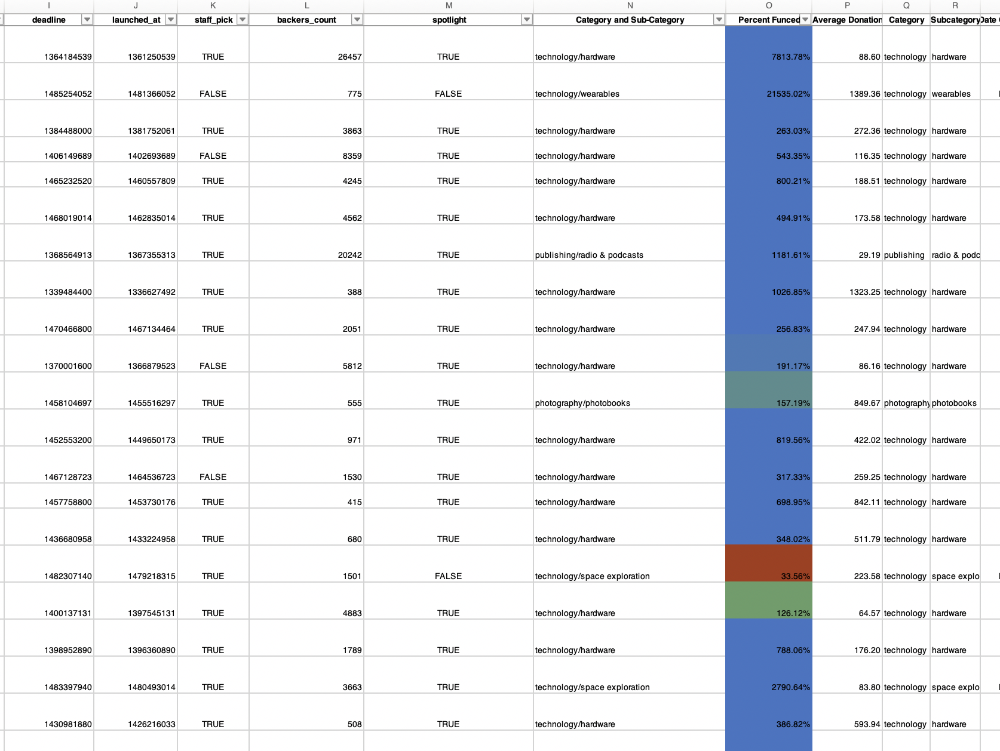 I J K L M N O P Q R
deadline launched_at staff_pick backers_count spotlight Category and Sub-Category Percent Funced Average Donation Category Subcategory Date
1364184539 1361250539 TRUE 26457 TRUE technology/hardware 7813.78% 88.60 technology hardware
1485254052 1481366052 FALSE 775 FALSE technology/wearables 21535.02% 1389.36 technology wearables
1384488000 1381752061 TRUE 3863 TRUE technology/hardware 263.03% 272.36 technology hardware
1406149689 1402693689 FALSE 8359 TRUE technology/hardware 543.35% 116.35 technology hardware
1465232520 1460557809 TRUE 4245 TRUE technology/hardware 800.21% 188.51 technology hardware
1468019014 1462835014 TRUE 4562 TRUE technology/hardware 494.91% 173.58 technology hardware
1368564913 1367355313 TRUE 20242 TRUE publishing/radio & podcasts 1181.61% 29.19 publishing radio & podc
1339484400 1336627492 TRUE 388 TRUE technology/hardware 1026.85% 1323.25 technology hardware
1470466800 1467134464 TRUE 2051 TRUE technology/hardware 256.83% 247.94 technology hardware
1370001600 1366879523 FALSE 5812 TRUE technology/hardware 191.17% 86.16 technology hardware
1458104697 1455516297 TRUE 555 TRUE photography/photobooks 157.19% 849.67 photography photobooks
1452553200 1449650173 TRUE 971 TRUE technology/hardware 819.56% 422.02 technology hardware
1467128723 1464536723 FALSE 1530 TRUE technology/hardware 317.33% 259.25 technology hardware
1457758800 1453730176 TRUE 415 TRUE technology/hardware 698.95% 842.11 technology hardware
1436680958 1433224958 TRUE 680 TRUE technology/hardware 348.02% 511.79 technology hardware
1482307140 1479218315 TRUE 1501 FALSE technology/space exploration 33.56% 223.58 technology space explo
1400137131 1397545131 TRUE 4883 TRUE technology/hardware 126.12% 64.57 technology hardware
1398952890 1396360890 TRUE 1789 TRUE technology/hardware 788.06% 176.20 technology hardware
1483397940 1480493014 TRUE 3663 TRUE technology/space exploration 2790.64% 83.80 technology space explo
1430981880 1426216033 TRUE 508 TRUE technology/hardware 386.82% 593.94 technology hardware